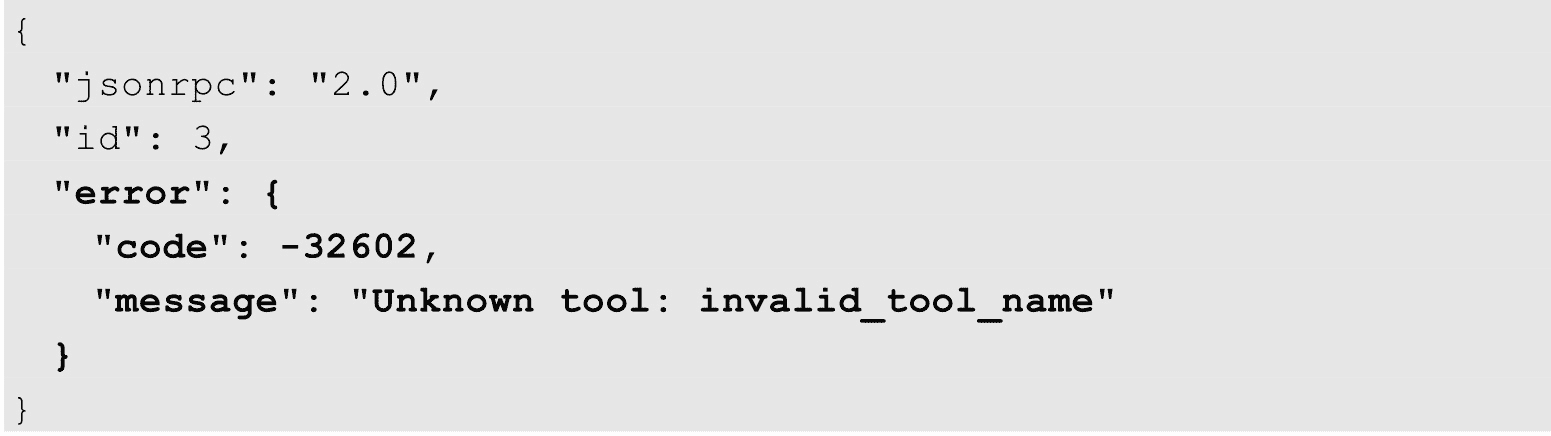 {
  "jsonrpc": "2.0",
  "id": 3,
  "error": {
    "code": -32602,
    "message": "Unknown tool: invalid_tool_name"
  }
}